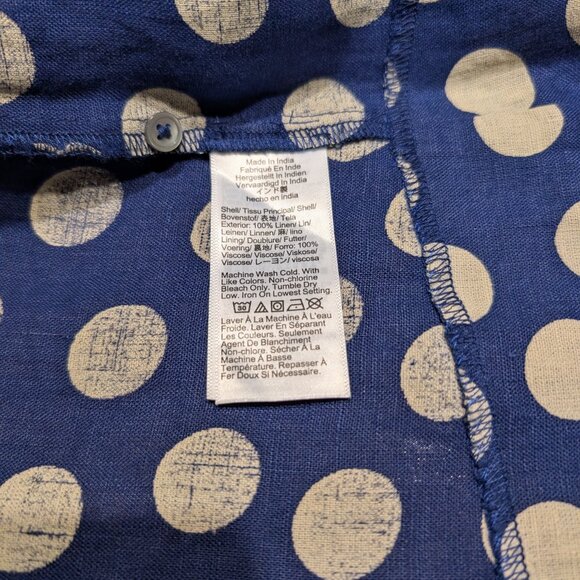 Made In India
Fabriqué En Inde
Hergestellt In Indien
Vervaardigd In India
インド製
hecho en India
Shell/ Tissu Principal/ Shell/
Bovenstof/ 表地/ Tela
Exterior: 100% Linen/ Lin/
Leinen/ Linnen/ 麻/ lino
Lining/ Doublure/ Futter/
Voering/ 裏地/ Forro: 100%
Viscose/ Viscose/ Viskose/
Viscose/ レーヨン/ viscosa
Machine Wash Cold. With
Like Colors. Non-chlorine
Bleach Only. Tumble Dry
Low. Iron On Lowest Setting.
30
Laver À La Machine À L'eau
Froide. Laver En Séparant
Les Couleurs. Seulement
Agent De Blanchiment
Non-chlore. Sécher À La
Machine À Basse
Température. Repasser À
Fer Doux Si Nécessaire.